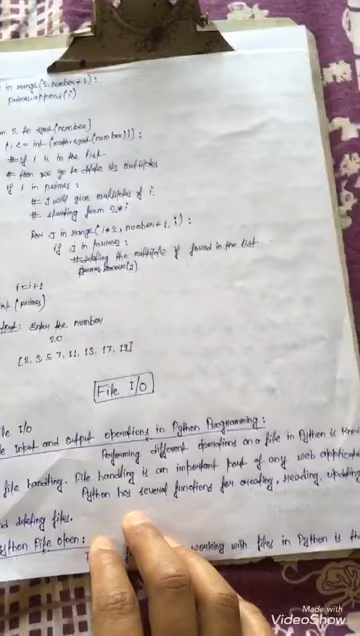 in range(2, number+1):
primes.append(i)
2 to sqrt(number)
i <= int(math.sqrt(number)):
# if i is in the list
# then we go to delete its multiples
if i in primes:
# J will give multiples of i,
# starting from 2*i
for J in range(i*2, number+1, i):
if J in primes:
# deleting the multiple if found in the list
primes.remove(J)
i=i+1
(primes)
: Enter the number
20
[2, 3, 5, 7, 11, 13, 17, 19]
File I/O
I/O
Input and Output operations in Python Programming:
Performing different operations on a file in Python is
file handling. File handling is an important part of any web
Python has several functions for creating, reading, updating
deleting files.
File Open:
working with files in Python is the
Made with
VideoShow